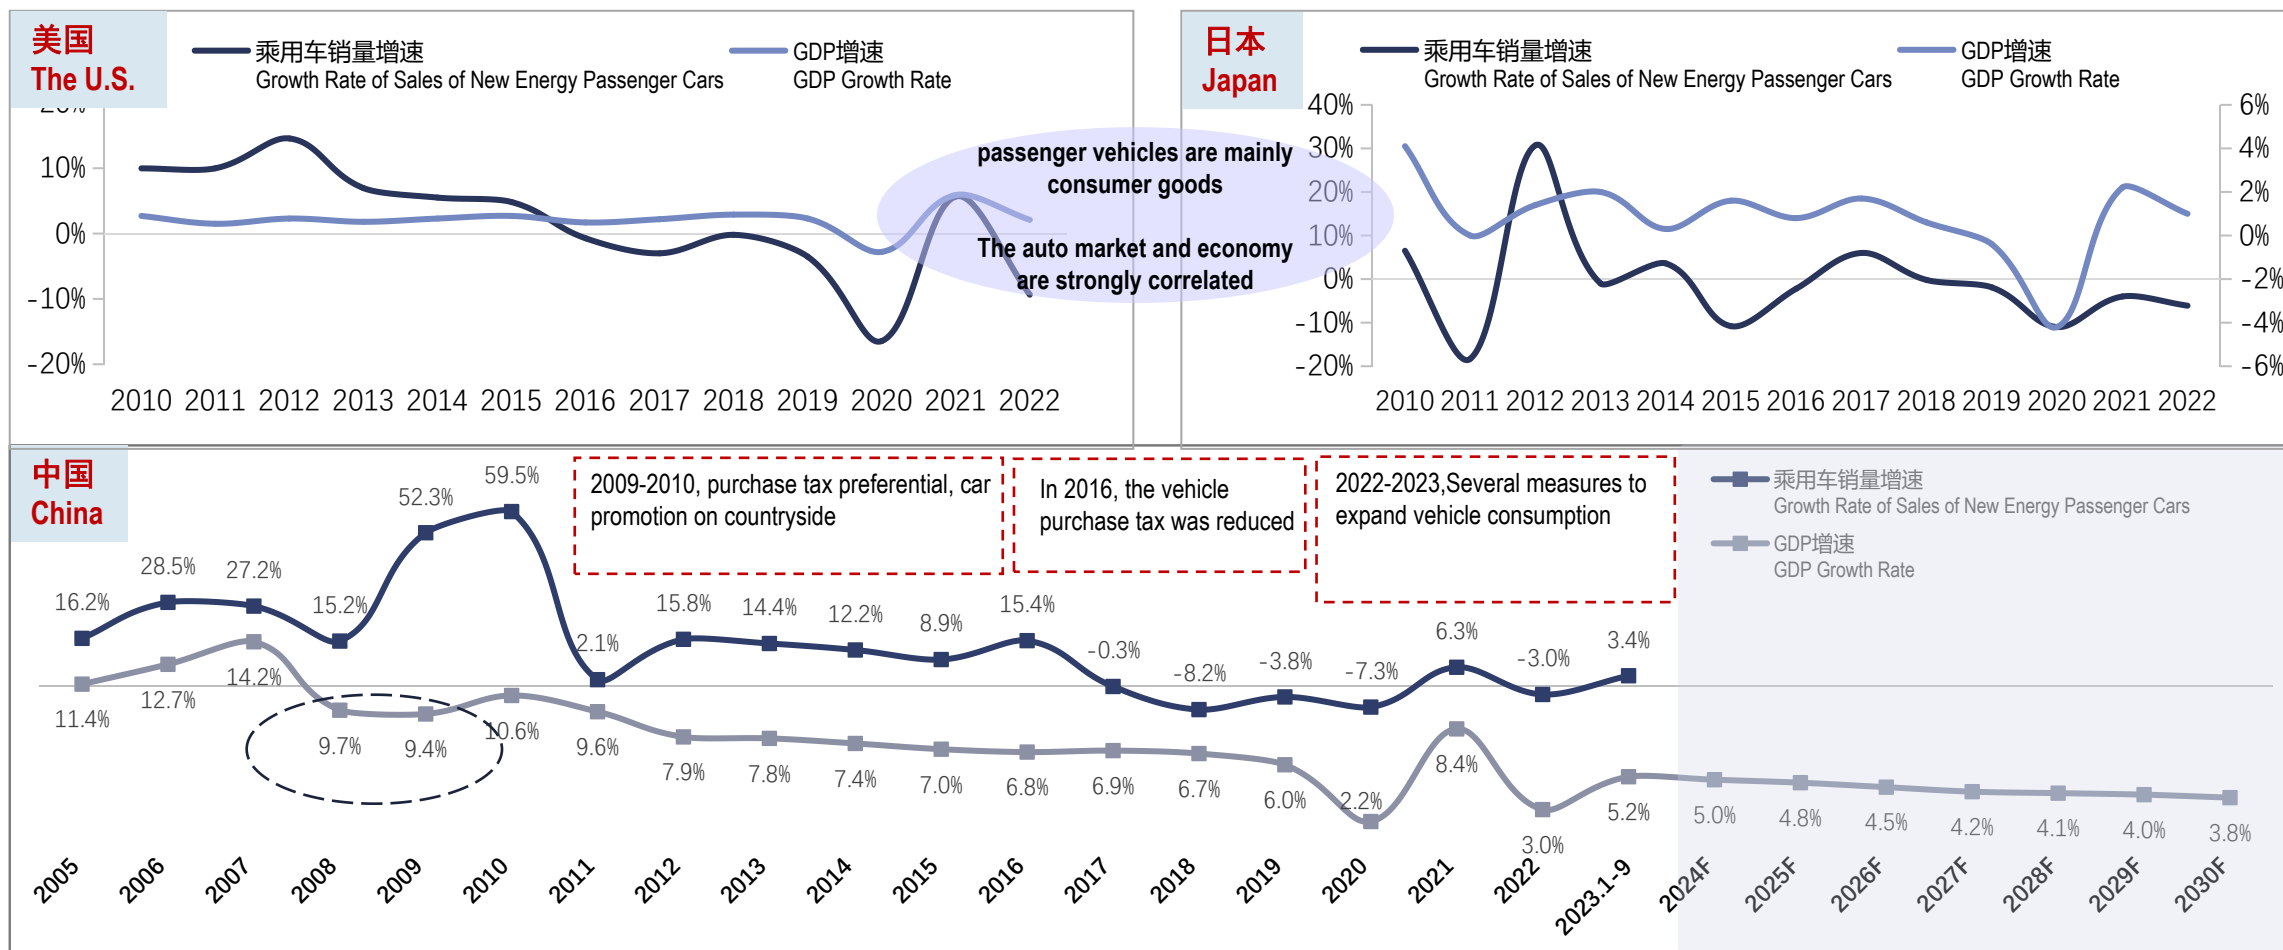 美国
The U.S.
乘用车销量增速
Growth Rate of Sales of New Energy Passenger Cars
GDP增速
GDP Growth Rate
10%
0%
-10%
-20%
2010 2011 2012 2013 2014 2015 2016 2017 2018 2019 2020 2021 2022
passenger vehicles are mainly
consumer goods
The auto market and economy
are strongly correlated
日本
Japan
乘用车销量增速
Growth Rate of Sales of New Energy Passenger Cars
GDP增速
GDP Growth Rate
40%
30%
20%
10%
0%
-10%
-20%
6%
4%
2%
0%
-2%
-4%
-6%
2010 2011 2012 2013 2014 2015 2016 2017 2018 2019 2020 2021 2022
中国
China
2009-2010, purchase tax preferential, car
promotion on countryside
In 2016, the vehicle
purchase tax was reduced
2022-2023,Several measures to
expand vehicle consumption
乘用车销量增速
Growth Rate of Sales of New Energy Passenger Cars
GDP增速
GDP Growth Rate
16.2% 28.5% 27.2% 15.2% 52.3% 59.5% 2.1% 15.8% 14.4% 12.2% 8.9% 15.4% -0.3% -8.2% -3.8% -7.3% 6.3% -3.0% 3.4%
11.4% 12.7% 14.2% 9.7% 9.4% 10.6% 9.6% 7.9% 7.8% 7.4% 7.0% 6.8% 6.9% 6.7% 6.0% 2.2% 8.4% 3.0% 5.2% 5.0% 4.8% 4.5% 4.2% 4.1% 4.0% 3.8%
2005 2006 2007 2008 2009 2010 2011 2012 2013 2014 2015 2016 2017 2018 2019 2020 2021 2022 2023.1-9 2024F 2025F 2026F 2027F 2028F 2029F 2030F